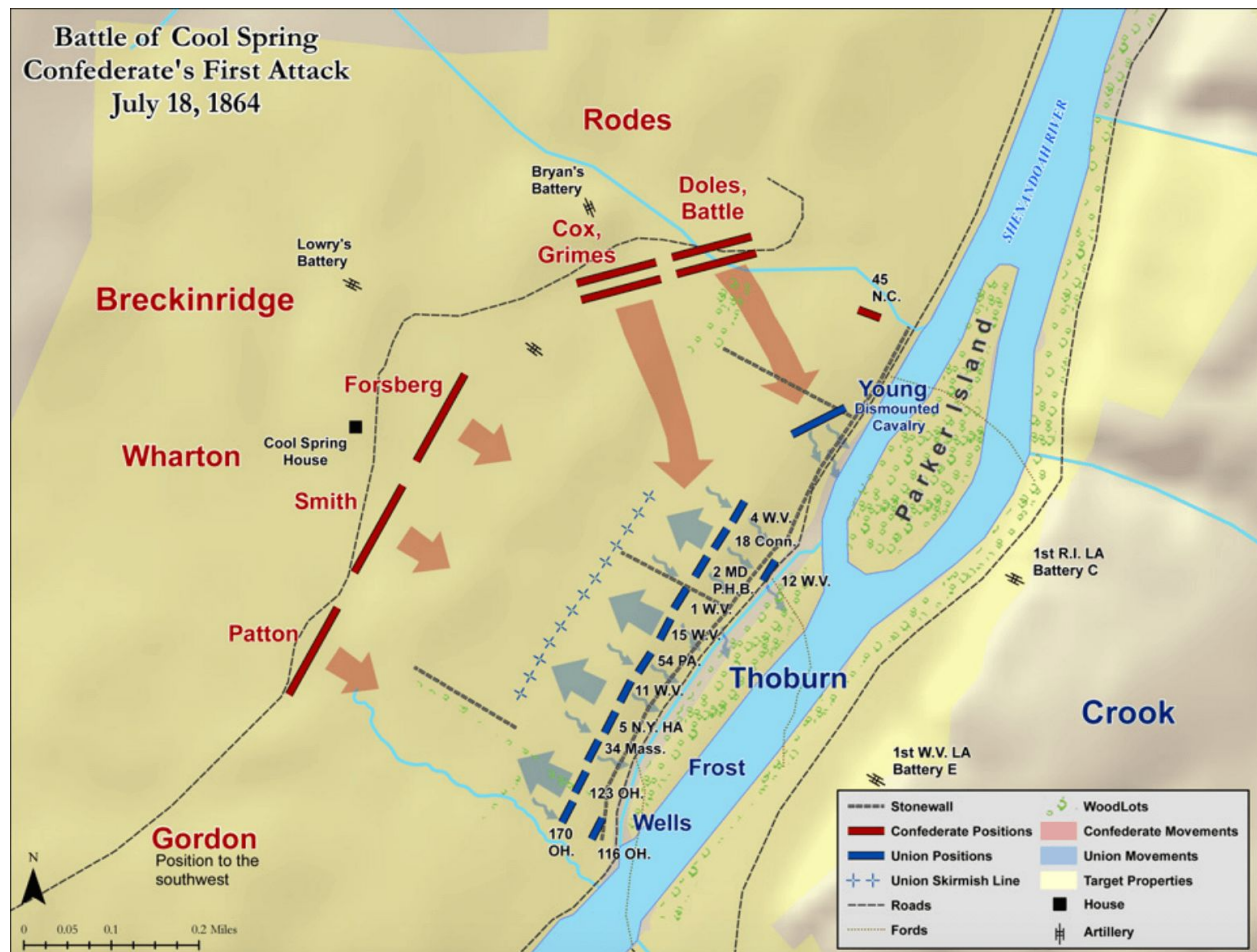 Battle of Cool Spring
Confederate's First Attack
July 18, 1864
Rodes
Bryan's
Battery
Doles,
Battle
Cox,
Grimes
Lowry's
Battery
Breckinridge
45
N.C.
SHENANDOAH RIVER
Parker Island
Forsberg
Young
Dismounted
Cavalry
Cool Spring
House
Wharton
Smith
4 W.V.
18 Conn.
2 MD
P.H.B.
12 W.V.
1 W.V.
15 W.V.
54 PA.
11 W.V.
5 N.Y. HA
34 Mass.
123 OH.
170
OH.
116 OH.
1st R.I. LA
Battery C
Patton
Thoburn
Crook
Frost
1st W.V. LA
Battery E
Wells
Gordon
Position to the
southwest
N
0 0.05 0.1 0.2 Miles
Stonewall
Confederate Positions
Union Positions
Union Skirmish Line
Roads
Fords
WoodLots
Confederate Movements
Union Movements
Target Properties
House
Artillery